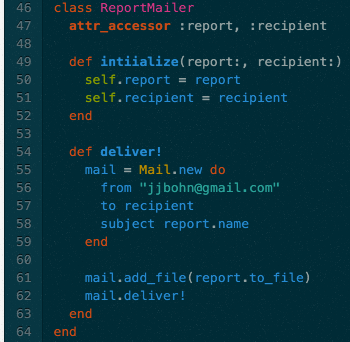 46 class ReportMailer
47   attr_accessor :report, :recipient
48
49   def intiialize(report:, recipient:)
50     self.report = report
51     self.recipient = recipient
52   end
53
54   def deliver!
55     mail = Mail.new do
56       from "jjbohn@gmail.com"
57       to recipient
58       subject report.name
59     end
60
61     mail.add_file(report.to_file)
62     mail.deliver!
63   end
64 end